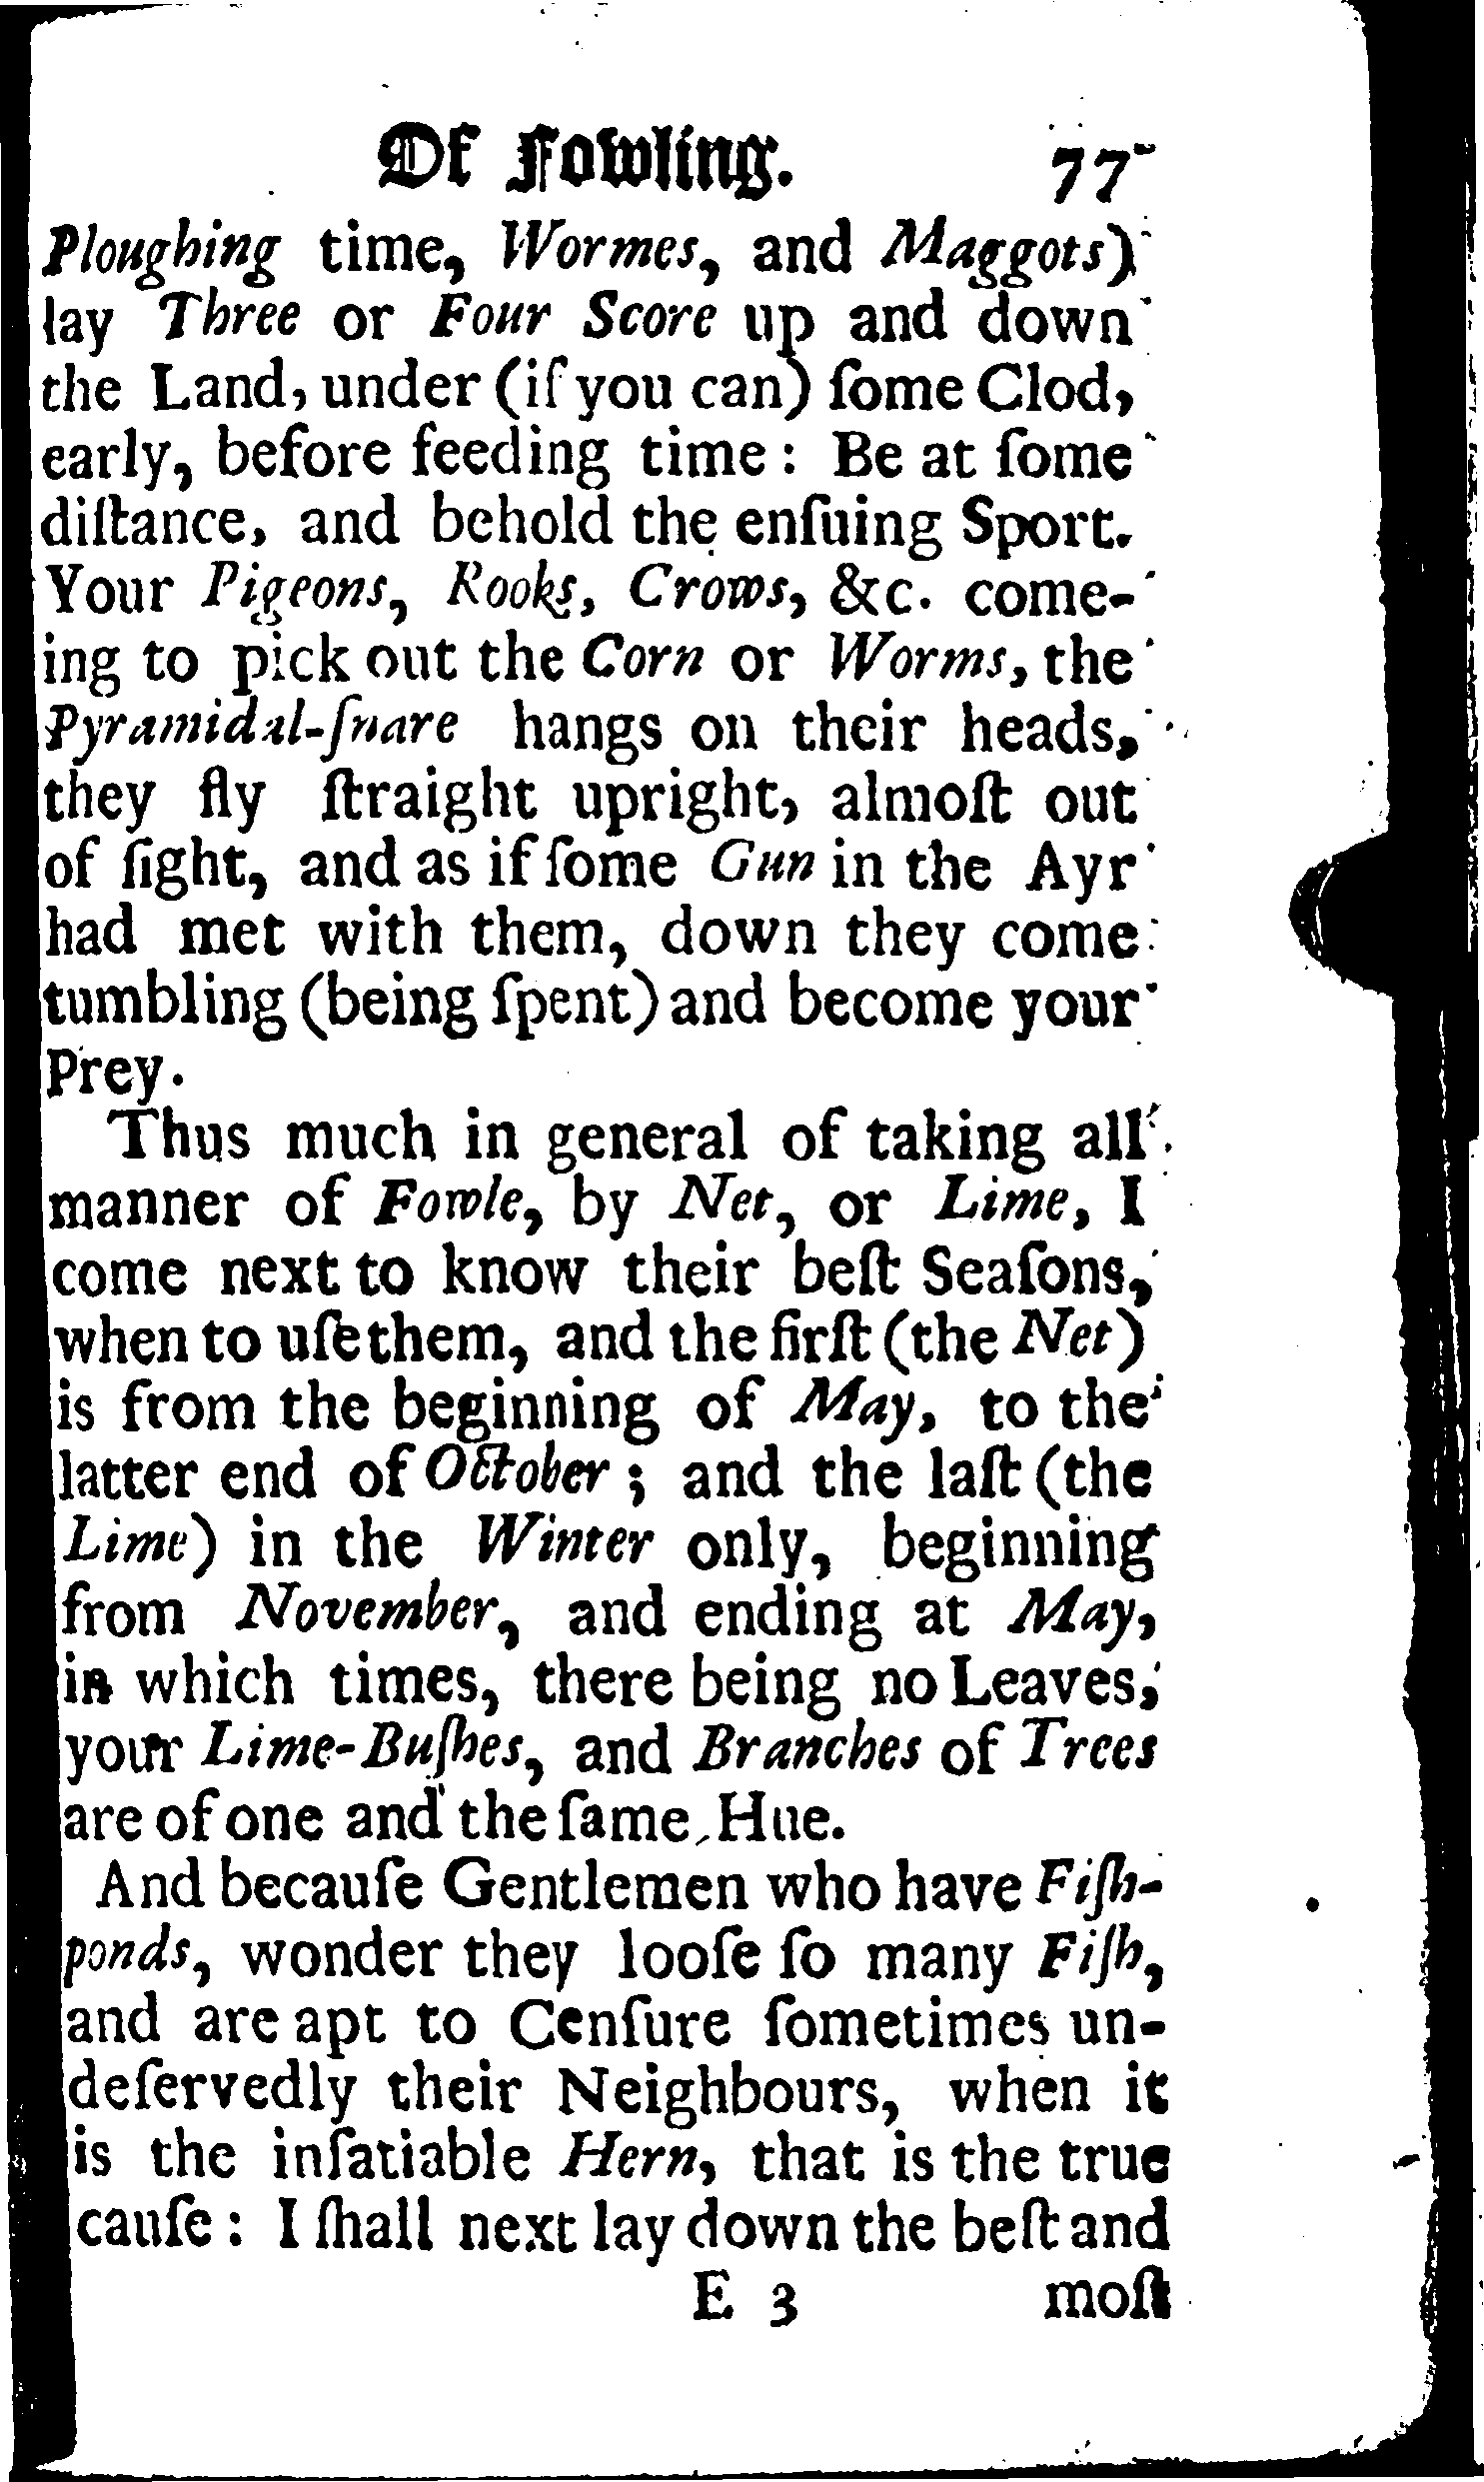 Of Fowling. 77
Ploughing time, Wormes, and Maggots)
lay Three or Four Score up and down
the Land, under (if you can) ſome Clod,
early, before feeding time: Be at ſome
diſtance, and behold the enſuing Sport.
Your Pigeons, Rooks, Crows, &c. come-
ing to pick out the Corn or Worms, the
Pyramidal-ſnare hangs on their heads,
they fly ſtraight upright, almoſt out
of ſight, and as if ſome Gun in the Ayr
had met with them, down they come
tumbling (being ſpent) and become your
Prey.
Thus much in general of taking all
manner of Fowle, by Net, or Lime, I
come next to know their beſt Seaſons,
when to uſe them, and the firſt (the Net)
is from the beginning of May, to the
latter end of October; and the laſt (the
Lime) in the Winter only, beginning
from November, and ending at May,
in which times, there being no Leaves,
your Lime-Buſhes, and Branches of Trees
are of one and the ſame Hue.
And becauſe Gentlemen who have Fiſh-
ponds, wonder they looſe ſo many Fiſh,
and are apt to Cenſure ſometimes un-
deſervedly their Neighbours, when it
is the inſatiable Hern, that is the true
cauſe: I ſhall next lay down the beſt and
E 3 moſt